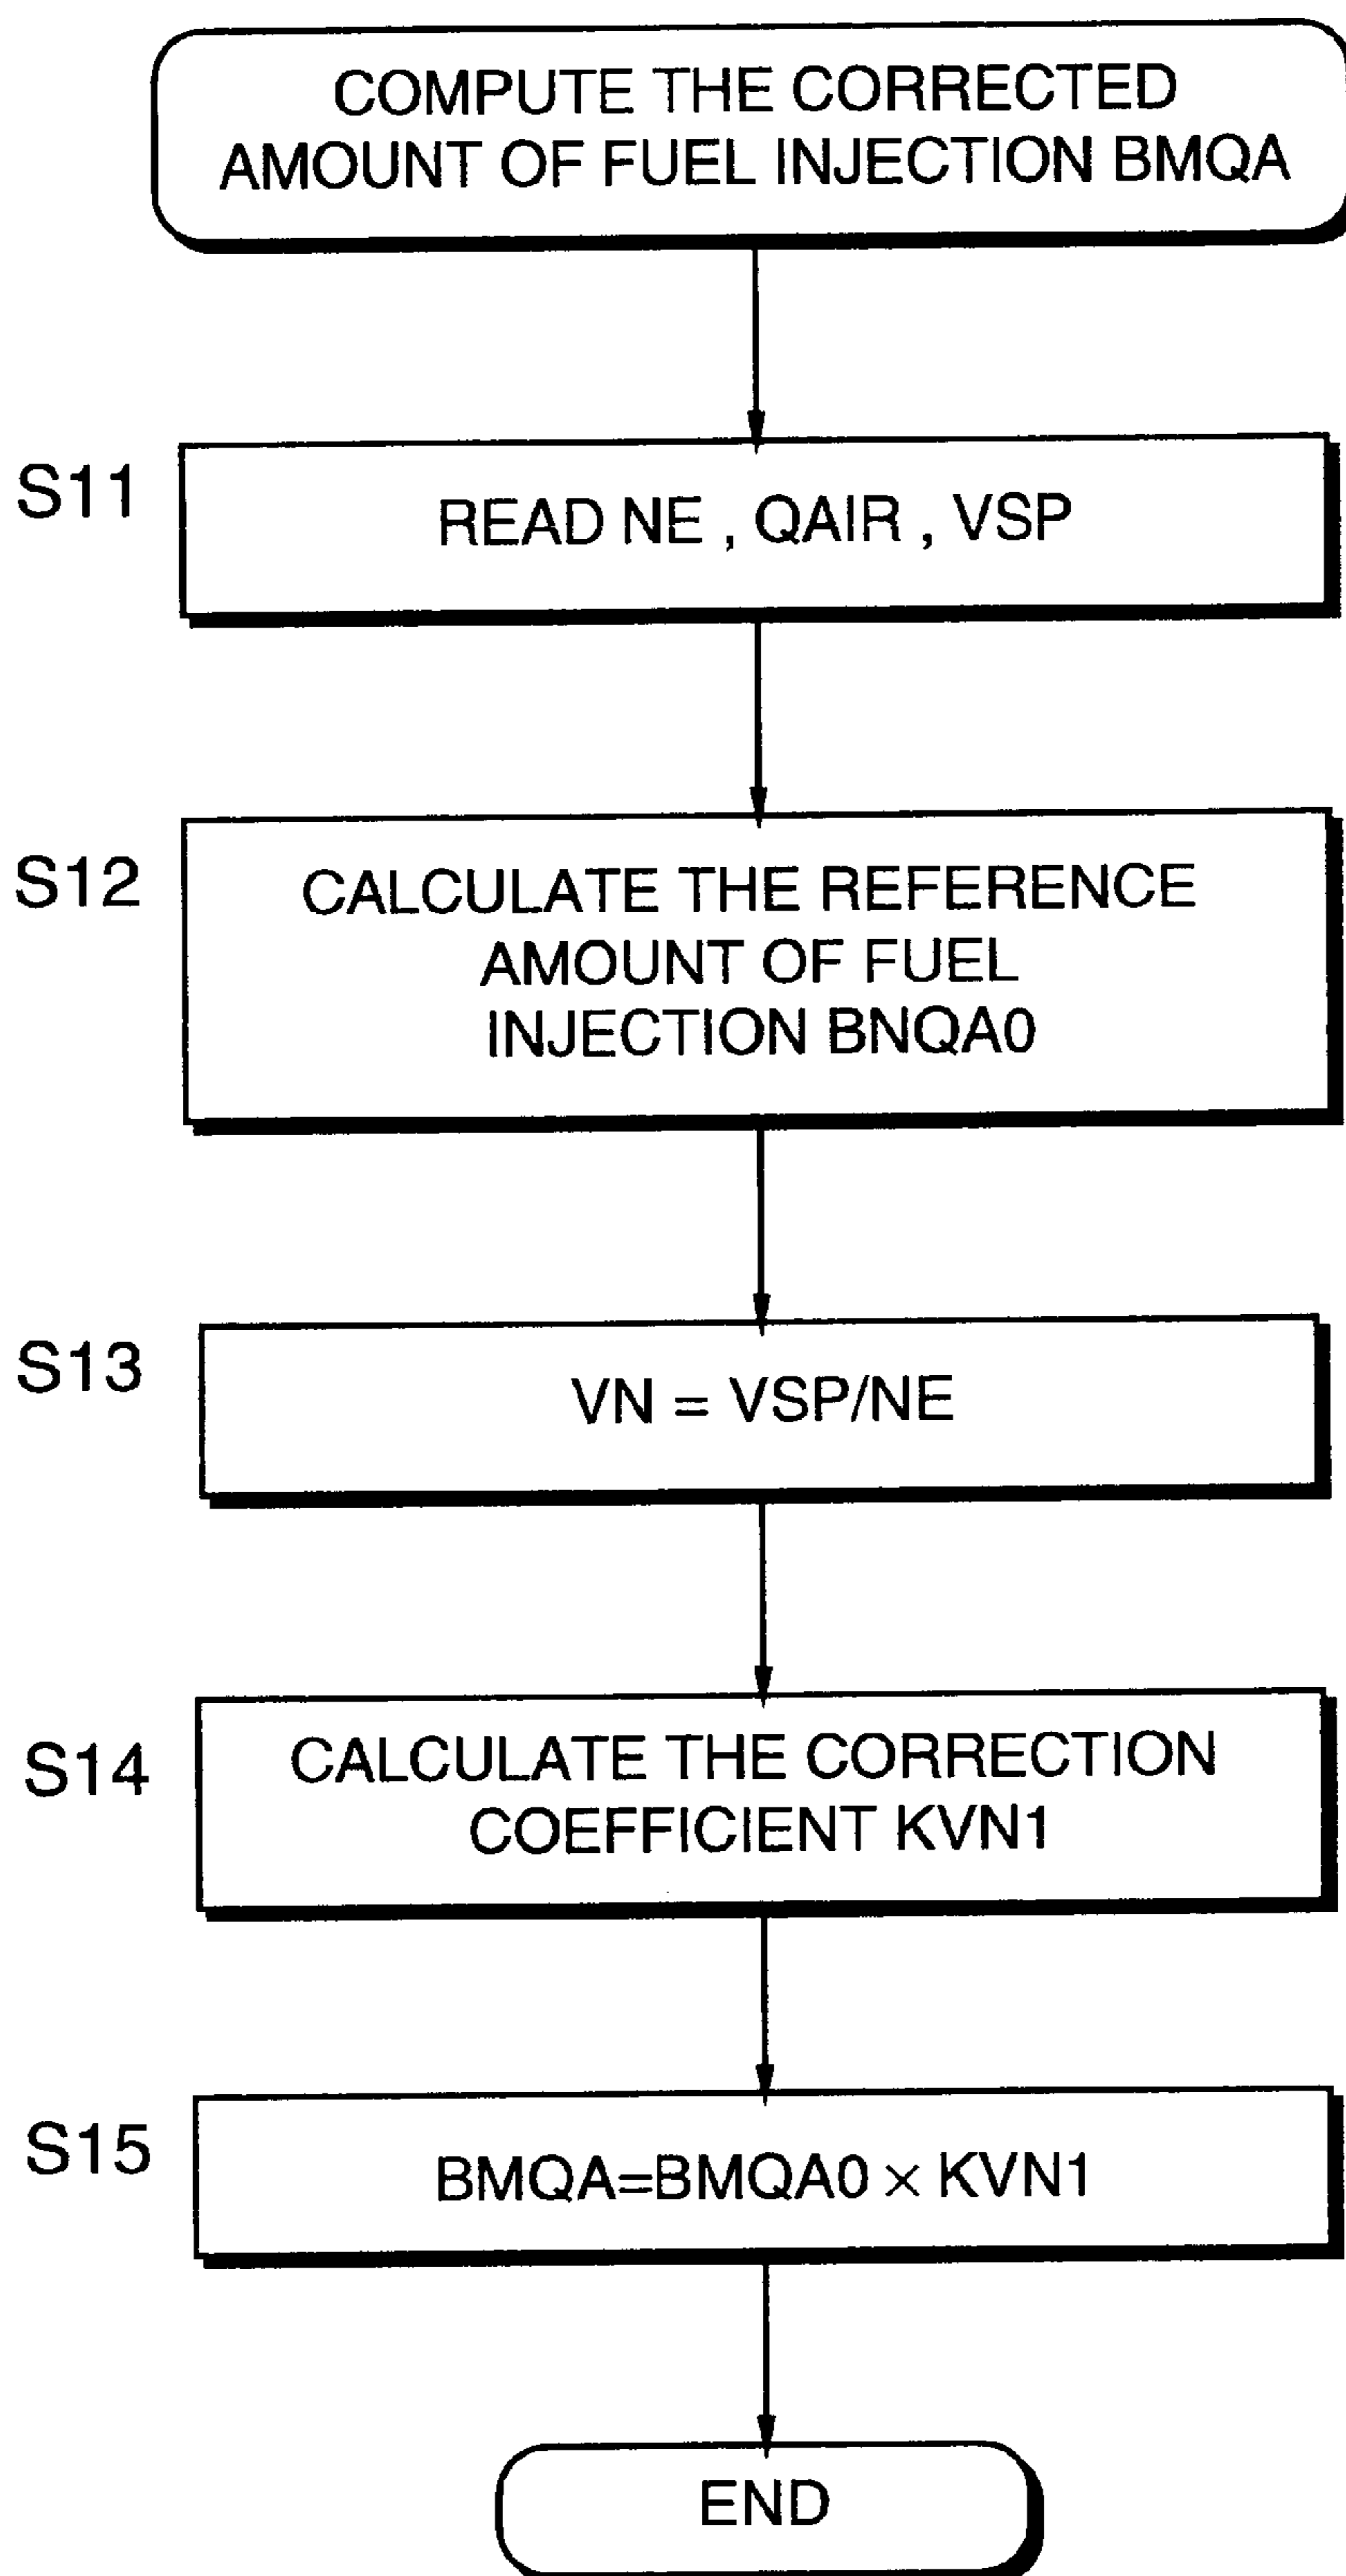 COMPUTE THE CORRECTED
AMOUNT OF FUEL INJECTION BMQA
S11
READ NE , QAIR , VSP
S12
CALCULATE THE REFERENCE
AMOUNT OF FUEL
INJECTION BNQA0
S13
VN = VSP/NE
S14
CALCULATE THE CORRECTION
COEFFICIENT KVN1
S15
BMQA=BMQA0 × KVN1
END